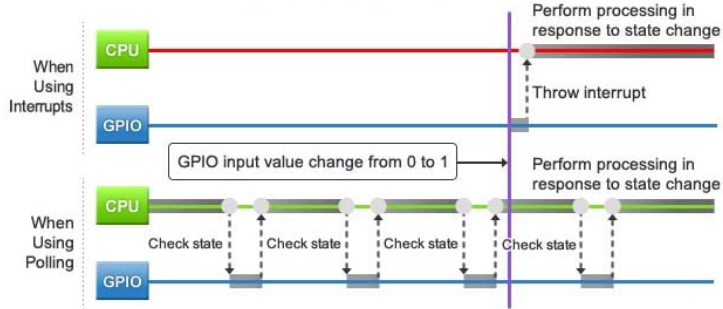 Perform processing in
response to state change
CPU
When
Using
Interrupts
Throw interrupt
GPIO
GPIO input value change from 0 to 1
Perform processing in
response to state change
CPU
When
Using
Polling
Check state
Check state
Check state
Check state
GPIO